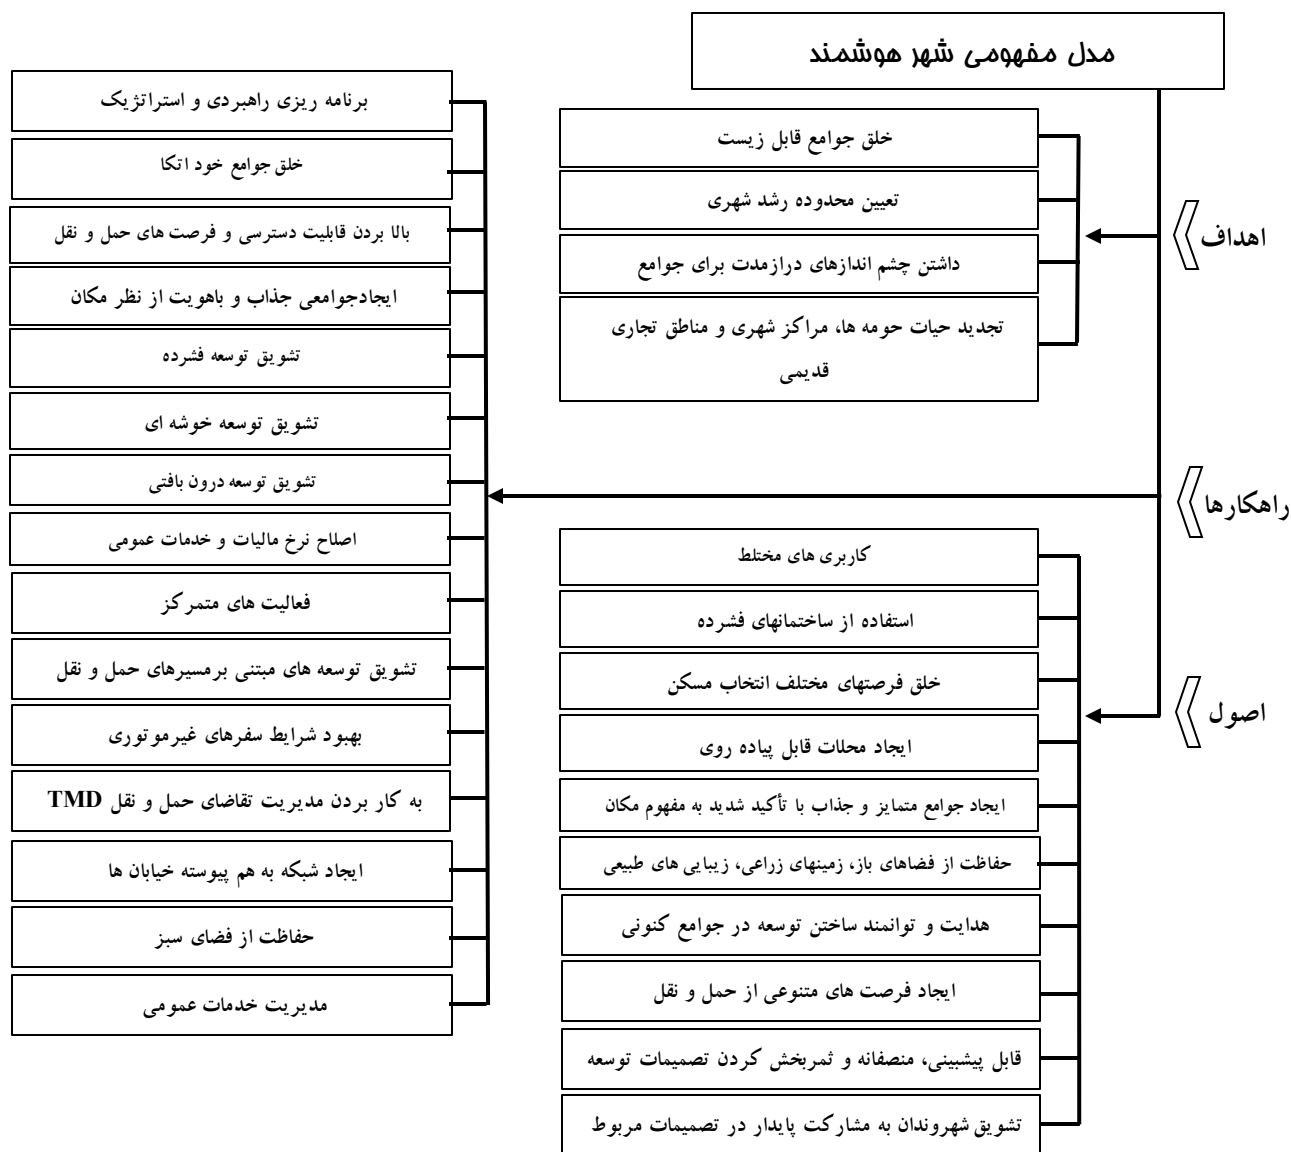 مدل مفهومی شهر هوشمند
اهداف
خلق جوامع قابل زیست
تعیین محدوده رشد شهری
داشتن چشم اندازهای درازمدت برای جوامع
تجدید حیات حومه ها، مراکز شهری و مناطق تجاری
قدیمی
راهکارها
برنامه ریزی راهبردی و استراتژیک
خلق جوامع خود اتکا
بالا بردن قابلیت دسترسی و فرصت های حمل و نقل
ایجادجوامعی جذاب و باهویت از نظر مکان
تشویق توسعه فشرده
تشویق توسعه خوشه ای
تشویق توسعه درون بافتی
اصلاح نرخ مالیات و خدمات عمومی
فعالیت های متمرکز
تشویق توسعه های مبتنی برمسیرهای حمل و نقل
بهبود شرایط سفرهای غیرموتوری
به کار بردن مدیریت تقاضای حمل و نقل TMD
ایجاد شبکه به هم پیوسته خیابان ها
حفاظت از فضای سبز
مدیریت خدمات عمومی
اصول
کاربری های مختلط
استفاده از ساختمانهای فشرده
خلق فرصتهای مختلف انتخاب مسکن
ایجاد محلات قابل پیاده روی
ایجاد جوامع متمایز و جذاب با تأکید شدید به مفهوم مکان
حفاظت از فضاهای باز، زمینهای زراعی، زیبایی های طبیعی
هدایت و توانمند ساختن توسعه در جوامع کنونی
ایجاد فرصت های متنوعی از حمل و نقل
قابل پیشبینی، منصفانه و ثمربخش کردن تصمیمات توسعه
تشویق شهروندان به مشارکت پایدار در تصمیمات مربوط